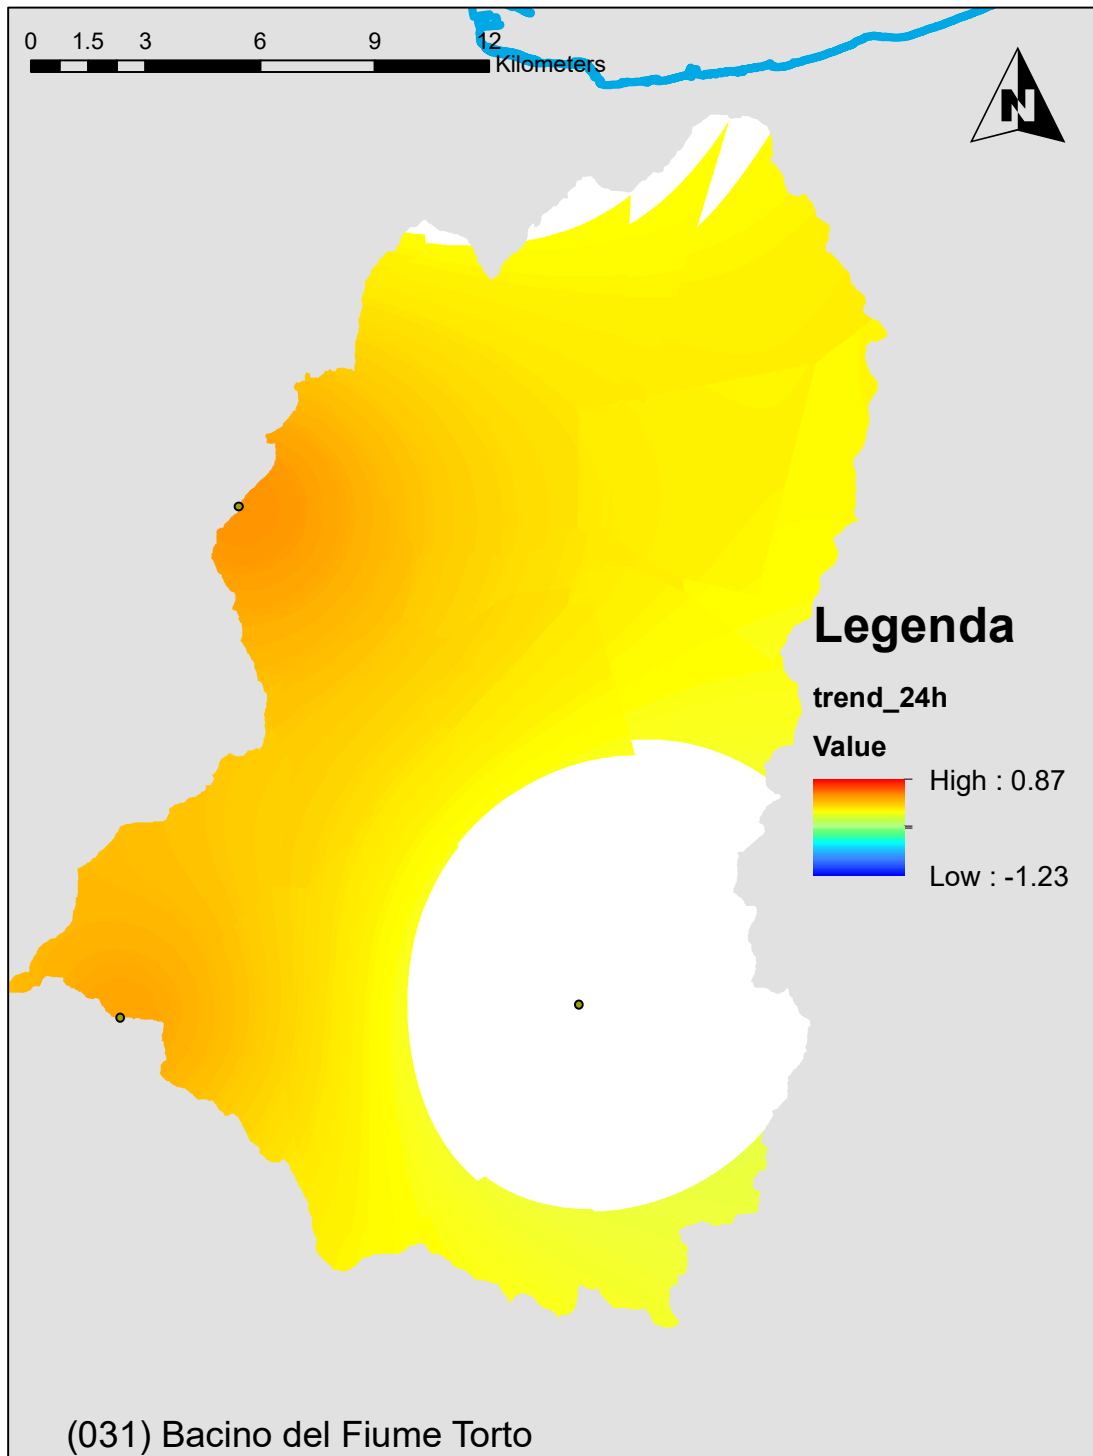 0 1.5 3 6 9 12
Kilometers
N
Legenda
trend_24h
Value
High : 0.87
Low : -1.23
(031) Bacino del Fiume Torto